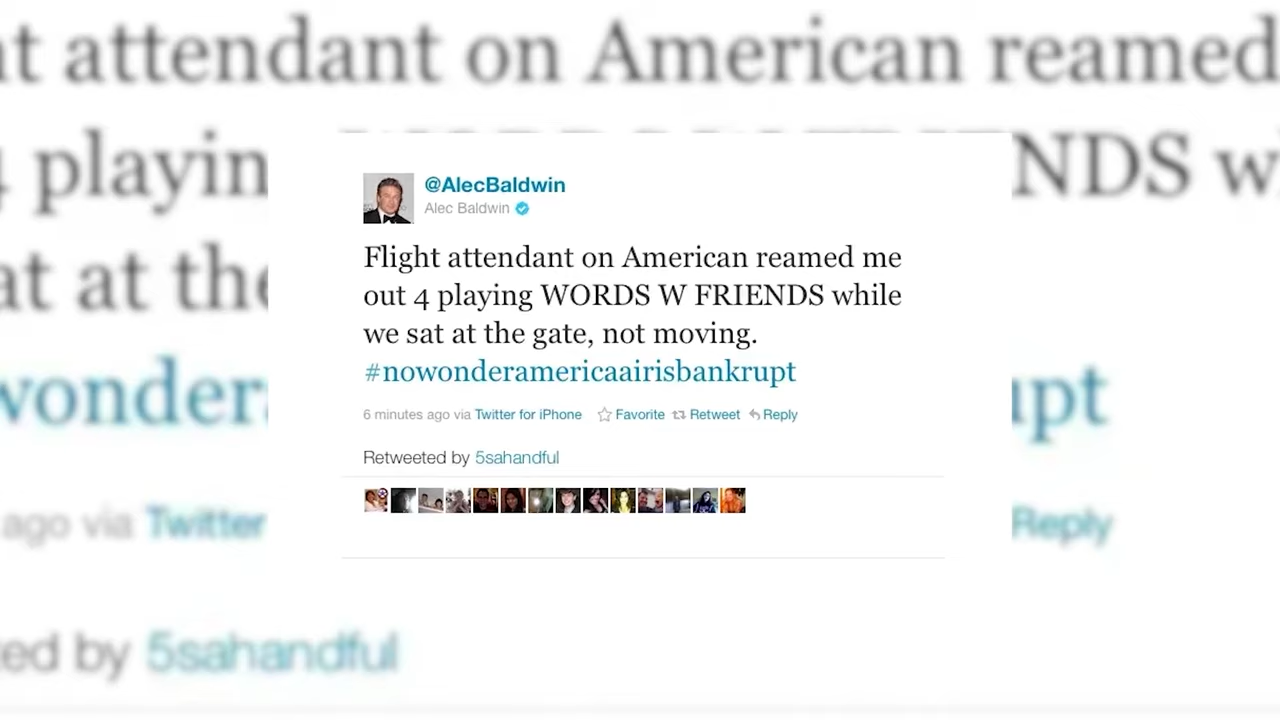 @AlecBaldwin
Alec Baldwin
Flight attendant on American reamed me
out 4 playing WORDS W FRIENDS while
we sat at the gate, not moving.
#nowonderamericaairisbankrupt
6 minutes ago via Twitter for iPhone Favorite Retweet Reply
Retweeted by 5sahandful